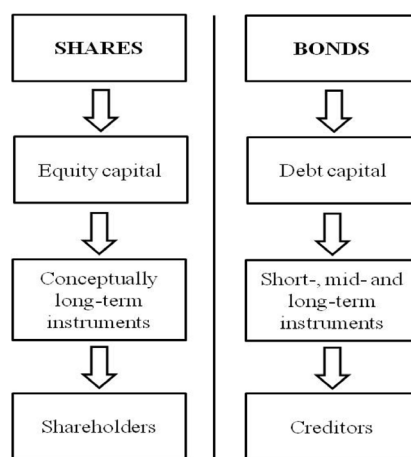 SHARES
Equity capital
Conceptually
long-term
instruments
Shareholders
BONDS
Debt capital
Short-, mid- and
long-term
instruments
Creditors